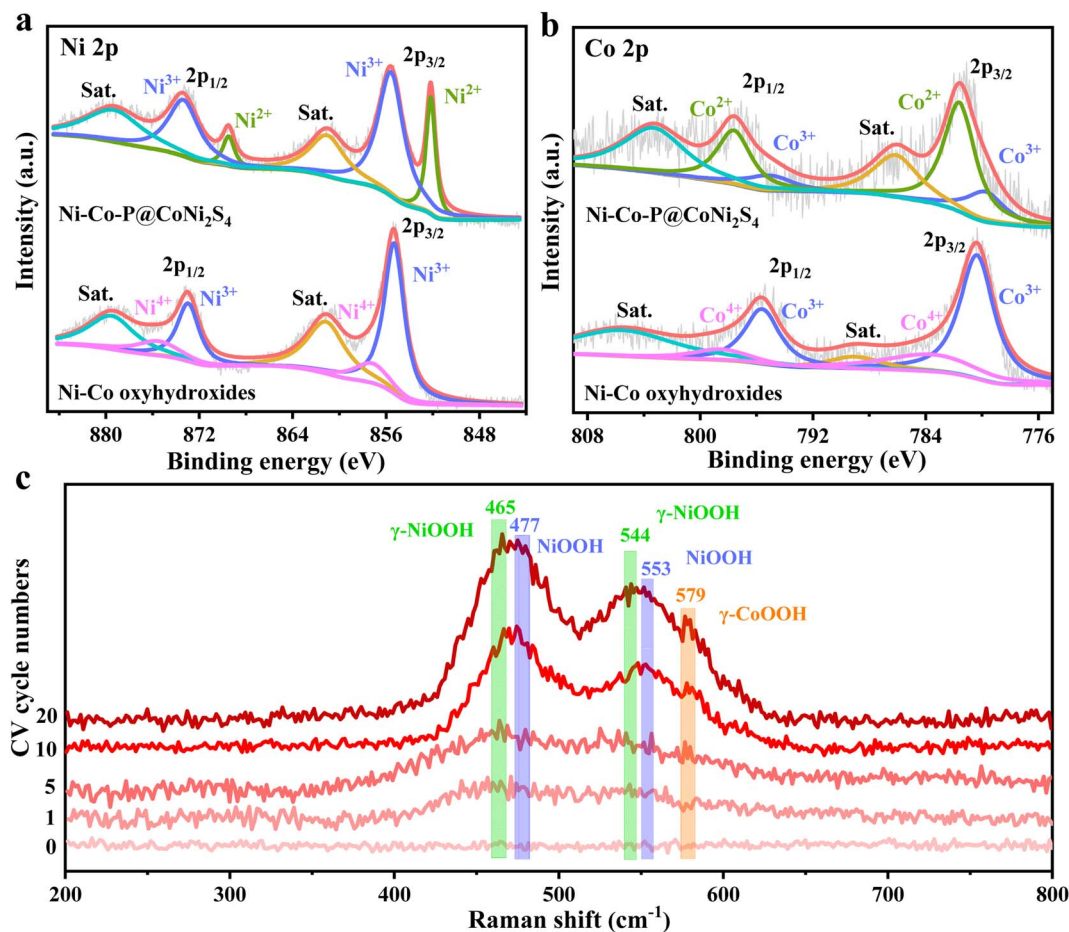 a
Ni 2p
Sat.
Ni³⁺
2p₁/₂
Ni²⁺
Sat.
Ni³⁺
2p₃/₂
Ni²⁺
Ni-Co-P@CoNi₂S₄
Sat.
Ni⁴⁺
2p₁/₂
Ni³⁺
Sat.
Ni⁴⁺
2p₃/₂
Ni³⁺
Ni-Co oxyhydroxides
Intensity (a.u.)
880 872 864 856 848
Binding energy (eV)
b
Co 2p
Sat.
Co²⁺
2p₁/₂
Co³⁺
Sat.
Co²⁺
2p₃/₂
Co³⁺
Ni-Co-P@CoNi₂S₄
Sat.
Co⁴⁺
2p₁/₂
Co³⁺
Sat.
Co⁴⁺
2p₃/₂
Co³⁺
Ni-Co oxyhydroxides
Intensity (a.u.)
808 800 792 784 776
Binding energy (eV)
c
γ-NiOOH
465
477
NiOOH
544
γ-NiOOH
553
NiOOH
579
γ-CoOOH
CV cycle numbers
20
10
5
1
0
200 300 400 500 600 700 800
Raman shift (cm⁻¹)